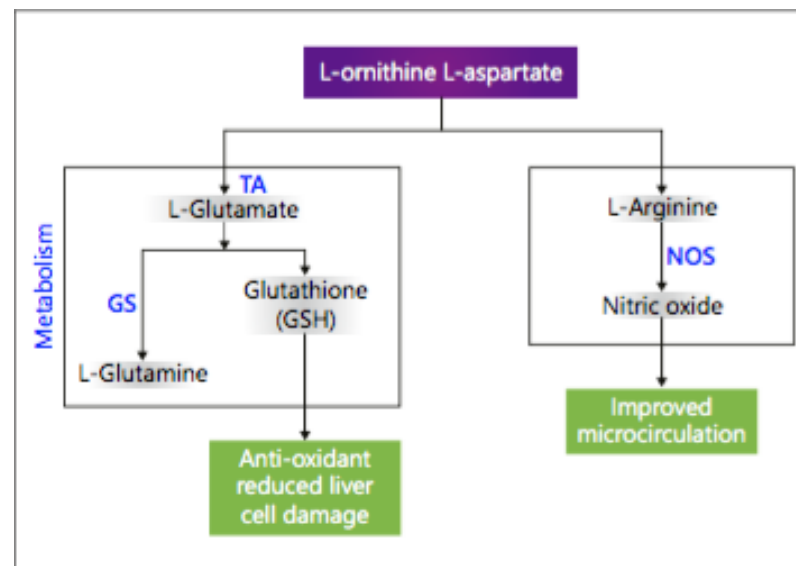 L-ornithine L-aspartate
Metabolism
TA
L-Glutamate
GS
Glutathione
(GSH)
L-Glutamine
L-Arginine
NOS
Nitric oxide
Anti-oxidant
reduced liver
cell damage
Improved
microcirculation